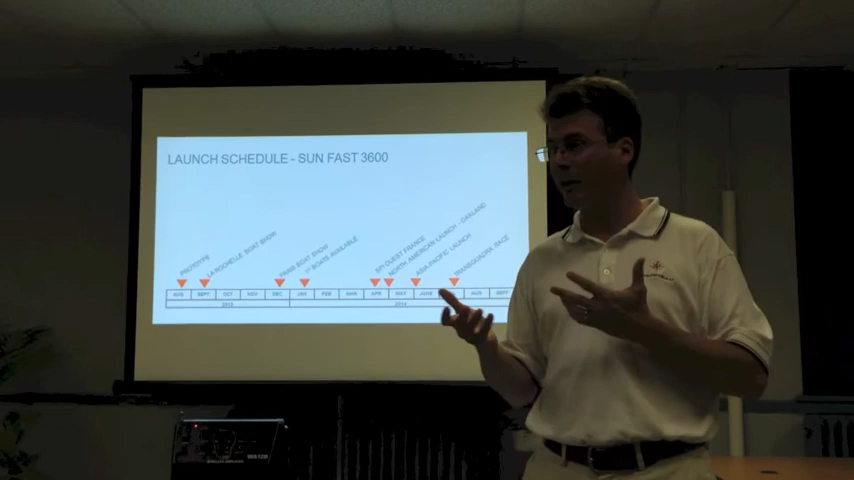 LAUNCH SCHEDULE - SUN FAST 3600
PROTOTYPE
LA ROCHELLE BOAT SHOW
PARIS BOAT SHOW
1ST BOATS AVAILABLE
SPI OUEST FRANCE
NORTH AMERICAN LAUNCH - OAKLAND
ASIA-PACIFIC LAUNCH
TRANSQUADRA RACE
AUG SEPT OCT NOV DEC JAN FEB MAR APR MAY JUNE AUG SEPT
2013 2014